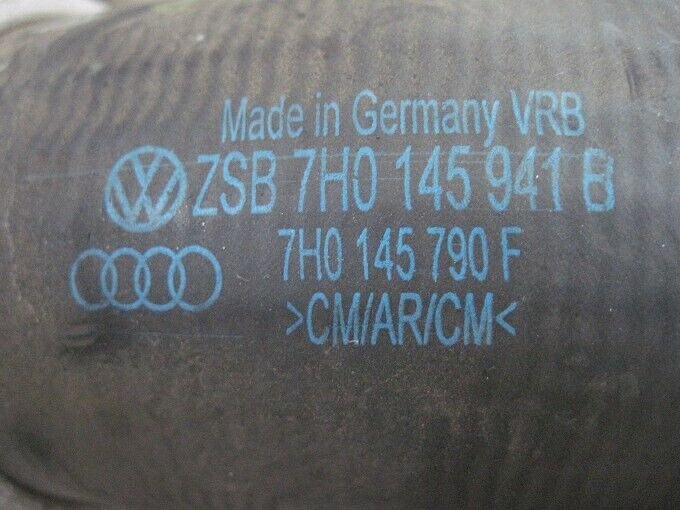 Made in Germany VRB
ZSB 7H0 145 941 B
7H0 145 790 F
>CM/AR/CM<